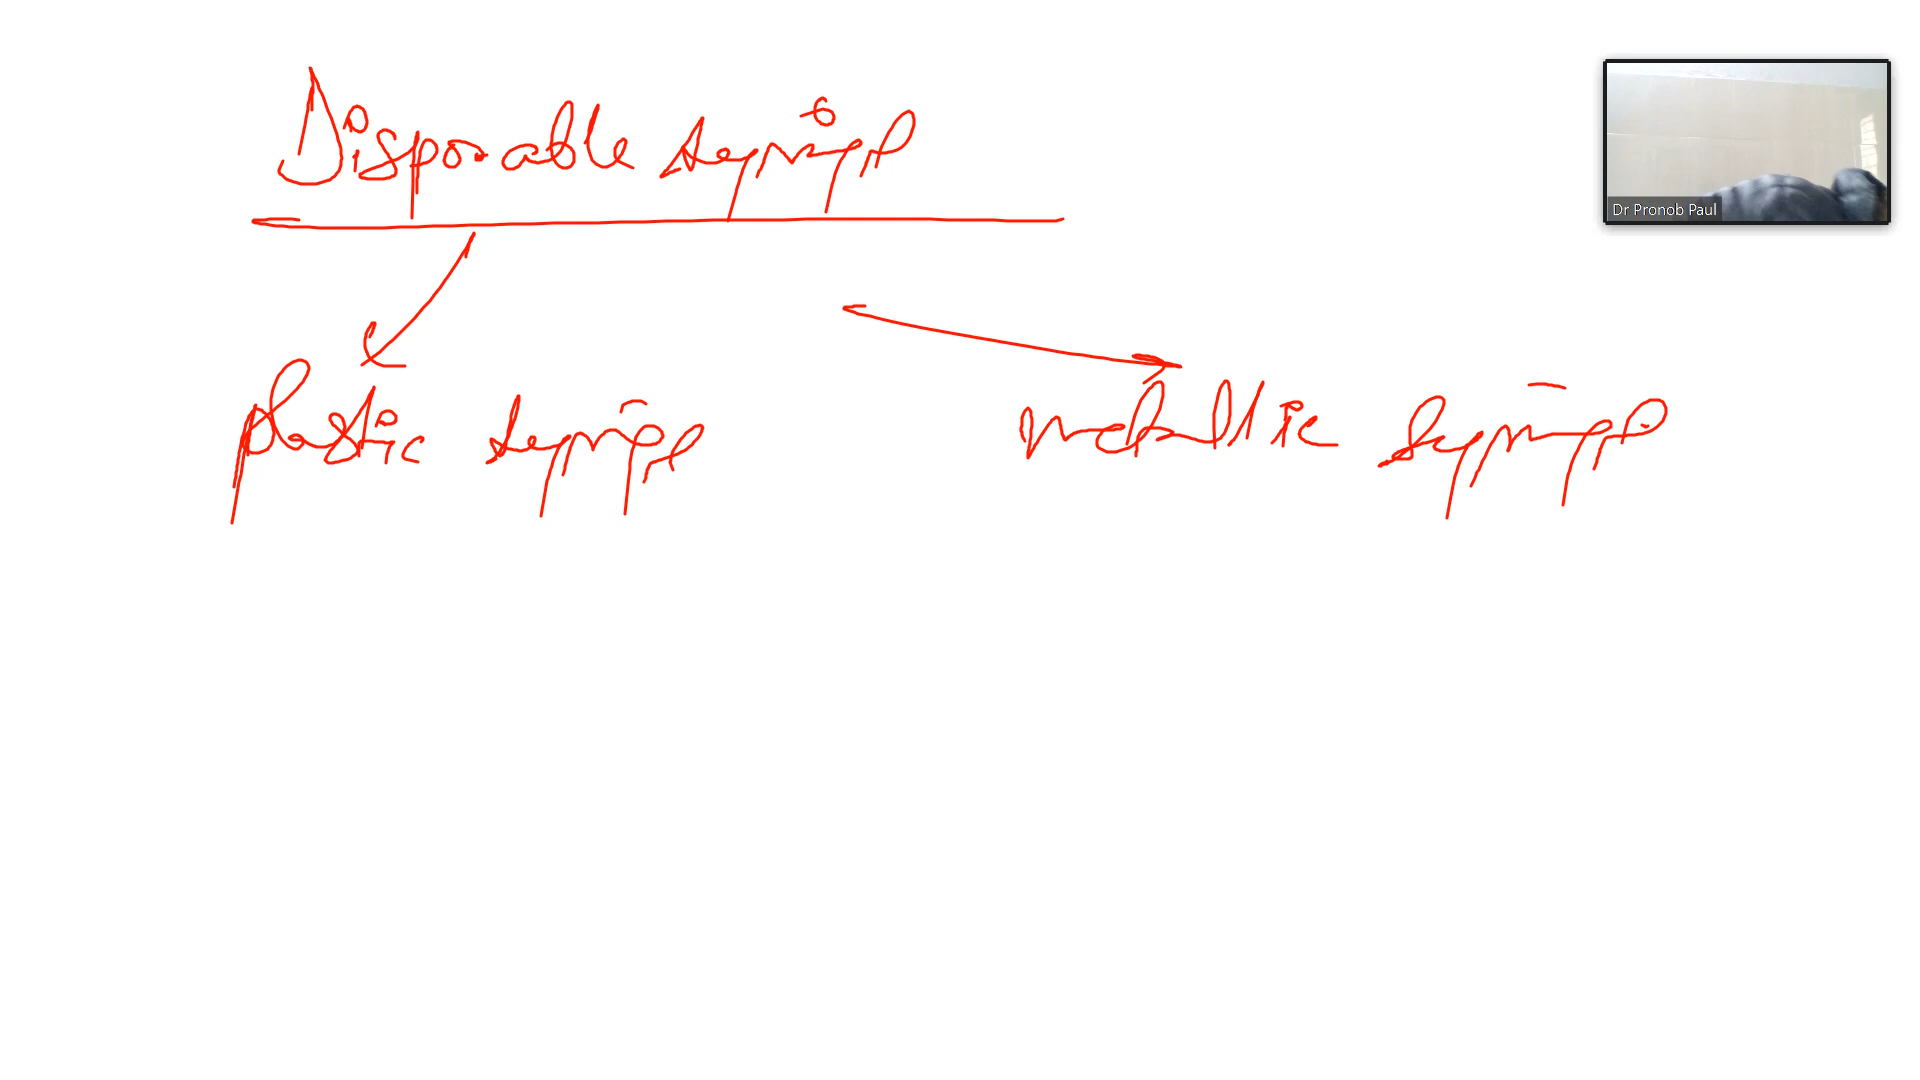 Disposable Syringe
plastic Syringe
metallic Syringe
Dr Pronob Paul